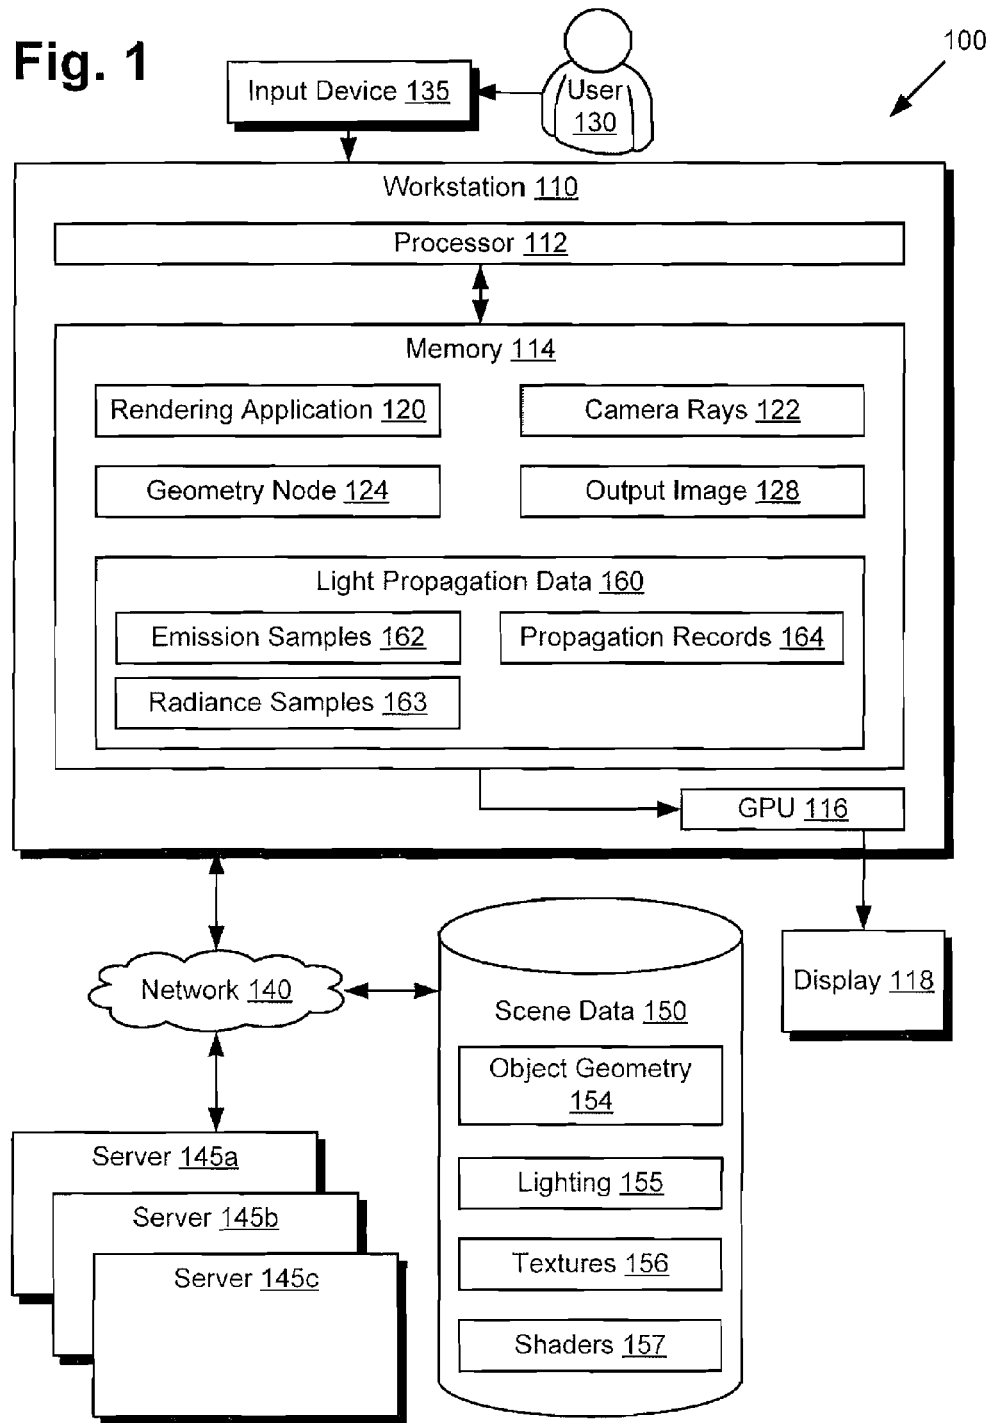 Fig. 1
100
Input Device 135
User
130
Workstation 110
Processor 112
Memory 114
Rendering Application 120
Camera Rays 122
Geometry Node 124
Output Image 128
Light Propagation Data 160
Emission Samples 162
Propagation Records 164
Radiance Samples 163
GPU 116
Network 140
Display 118
Scene Data 150
Object Geometry
154
Lighting 155
Textures 156
Shaders 157
Server 145a
Server 145b
Server 145c